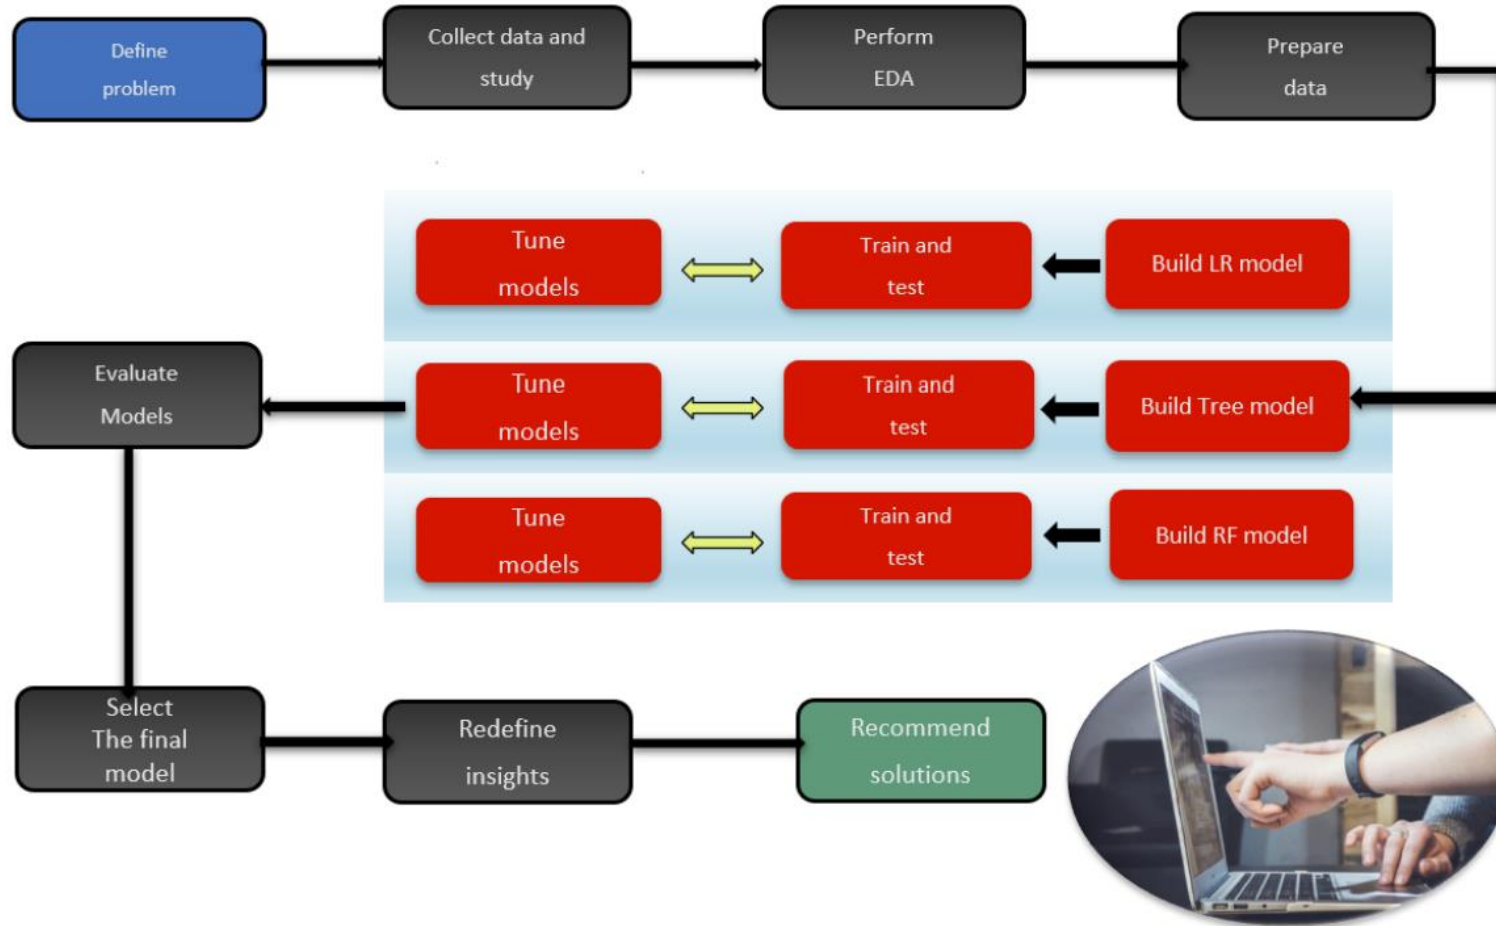 Define
problem
Collect data and
study
Perform
EDA
Prepare
data
Tune
models
Train and
test
Build LR model
Evaluate
Models
Tune
models
Train and
test
Build Tree model
Tune
models
Train and
test
Build RF model
Select
The final
model
Redefine
insights
Recommend
solutions